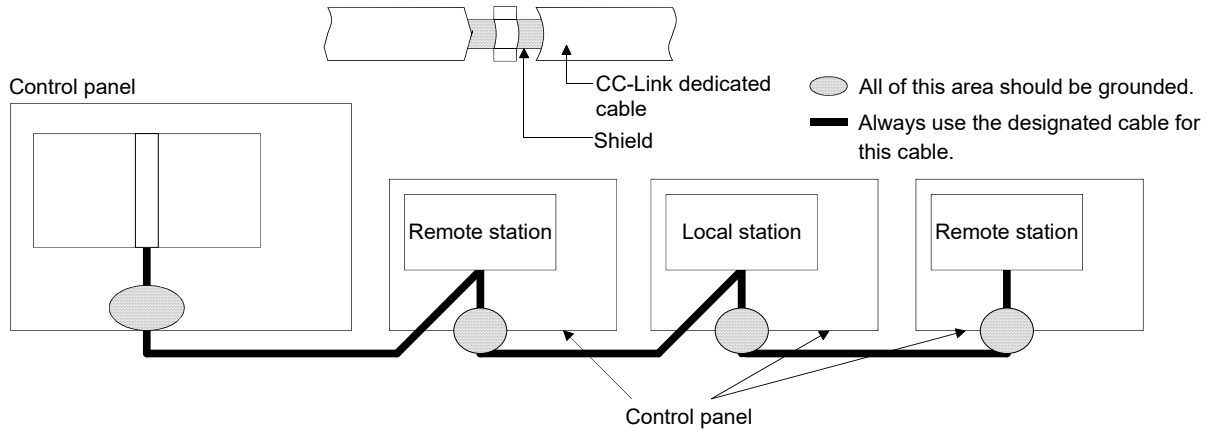 CC-Link dedicated
cable
Shield
All of this area should be grounded.
Always use the designated cable for
this cable.
Control panel
Remote station
Local station
Remote station
Control panel